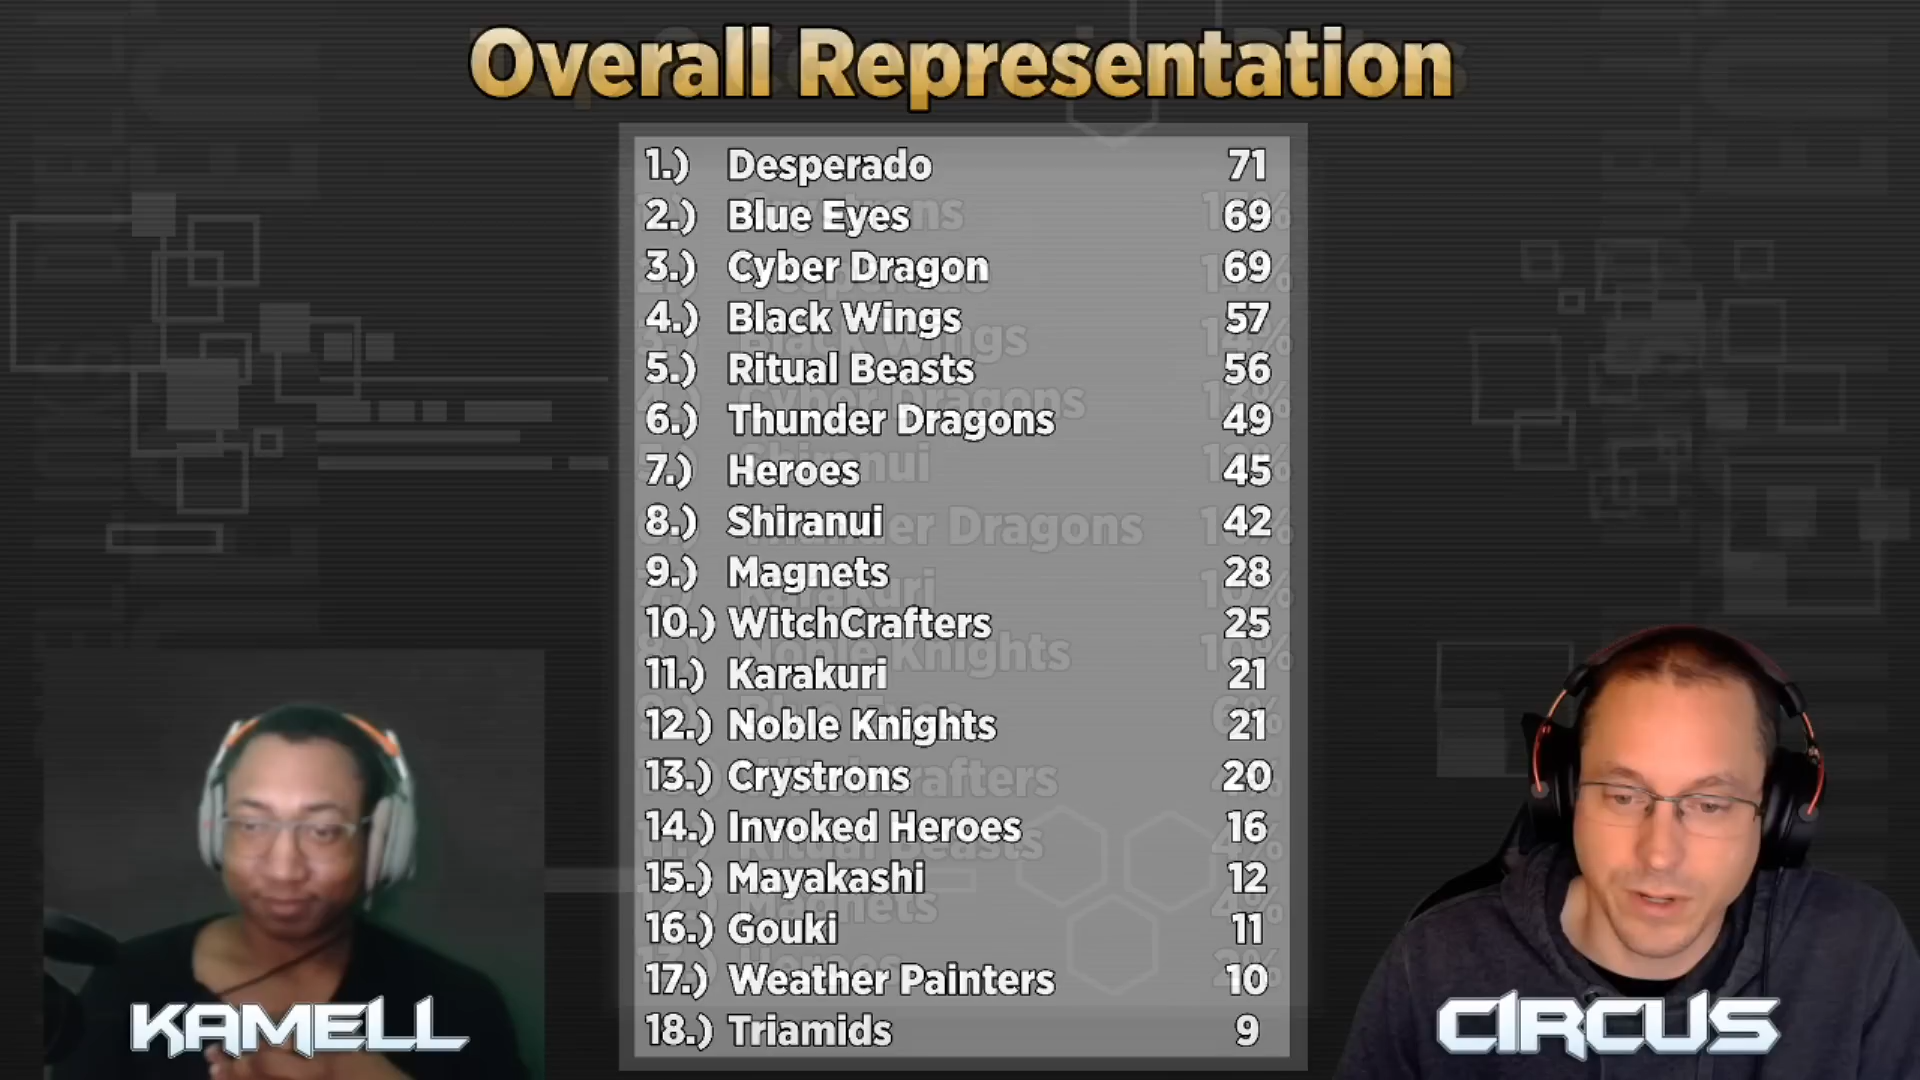 Overall Representation
1.) Desperado 71
2.) Blue Eyes 69
3.) Cyber Dragon 69
4.) Black Wings 57
5.) Ritual Beasts 56
6.) Thunder Dragons 49
7.) Heroes 45
8.) Shiranui 42
9.) Magnets 28
10.) WitchCrafters 25
11.) Karakuri 21
12.) Noble Knights 21
13.) Crystrons 20
14.) Invoked Heroes 16
15.) Mayakashi 12
16.) Gouki 11
17.) Weather Painters 10
18.) Triamids 9
KAMELL
CIRCUS